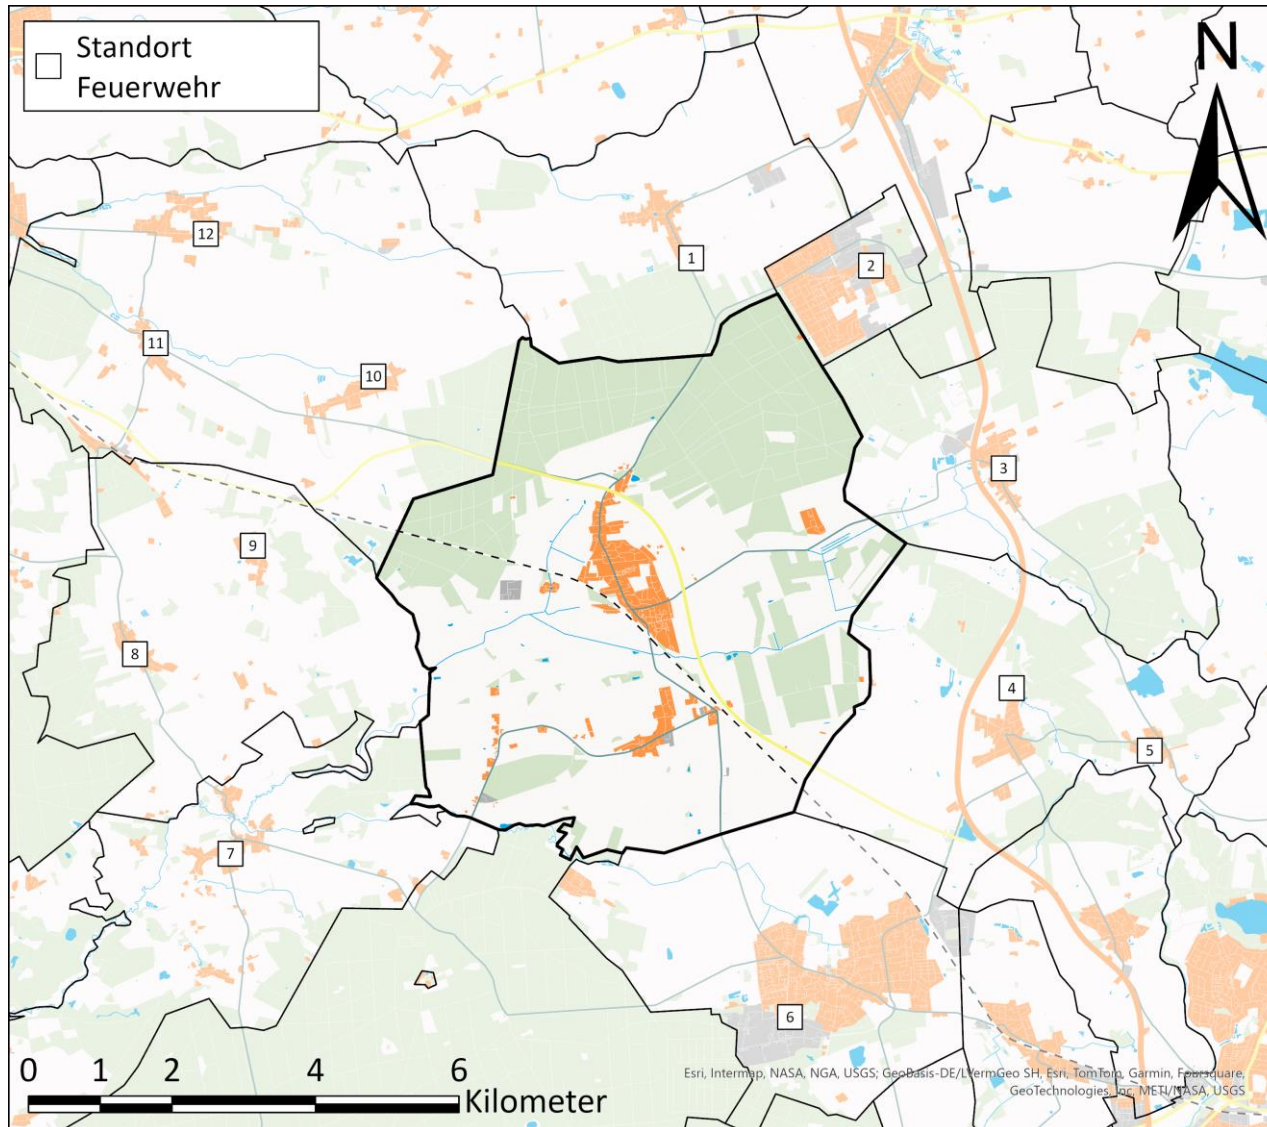 Standort
Feuerwehr
N
12
1
2
11
10
3
9
8
4
5
7
6
0 1 2 4 6
Kilometer
Esri, Intermap, NASA, NGA, USGS; GeoBasis-DE/LVermGeo SH, Esri, TomTom, Garmin, Foursquare,
GeoTechnologies, Inc, METI/NASA, USGS